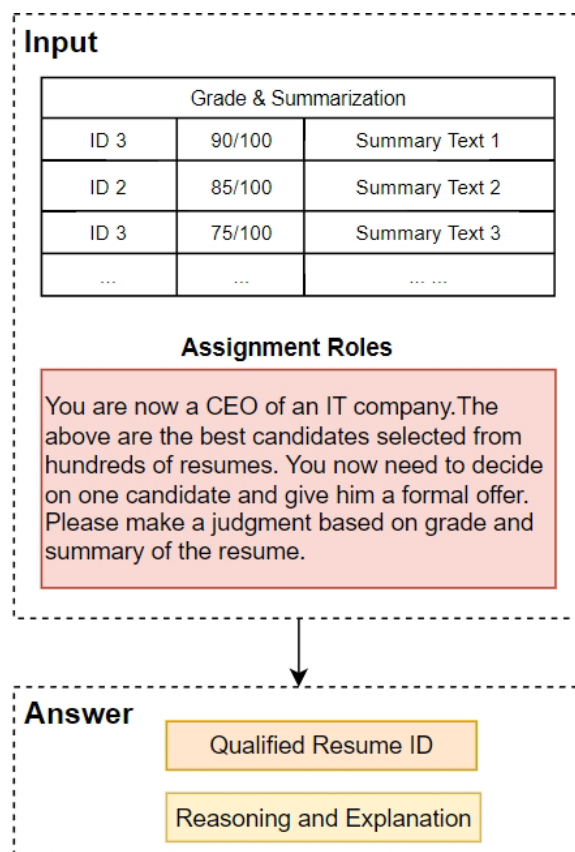 Input
Grade & Summarization
ID 3 90/100 Summary Text 1
ID 2 85/100 Summary Text 2
ID 3 75/100 Summary Text 3
... ... ... ...
Assignment Roles
You are now a CEO of an IT company.The
above are the best candidates selected from
hundreds of resumes. You now need to decide
on one candidate and give him a formal offer.
Please make a judgment based on grade and
summary of the resume.
Answer
Qualified Resume ID
Reasoning and Explanation